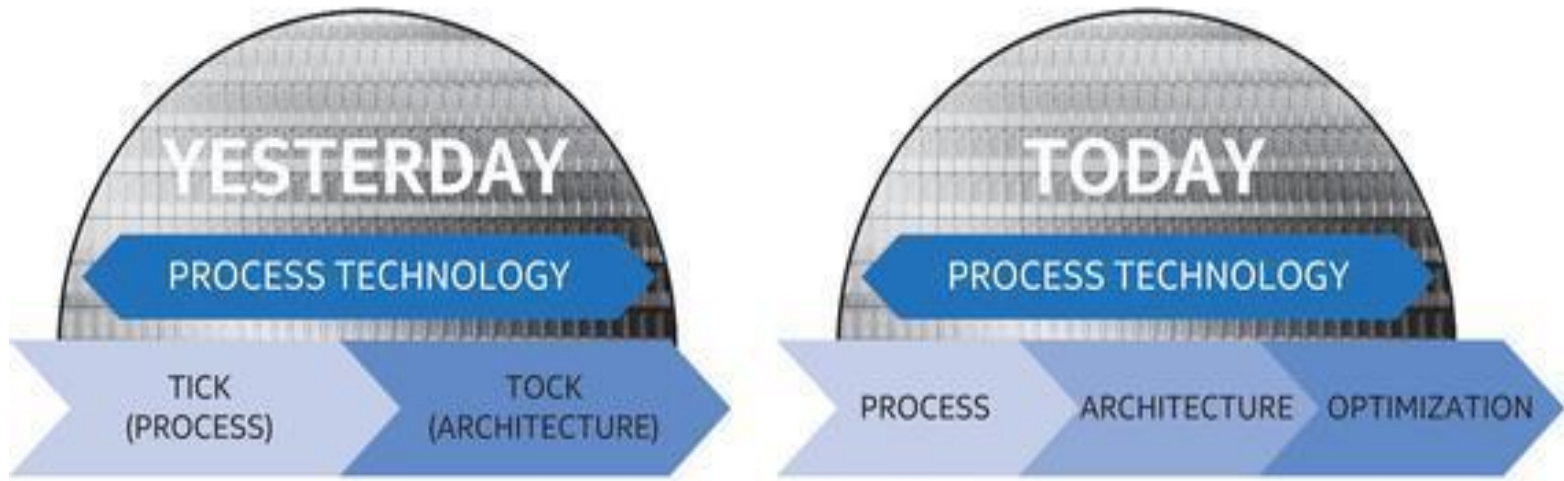 YESTERDAY
PROCESS TECHNOLOGY
TICK
(PROCESS)
TOCK
(ARCHITECTURE)
TODAY
PROCESS TECHNOLOGY
PROCESS
ARCHITECTURE
OPTIMIZATION